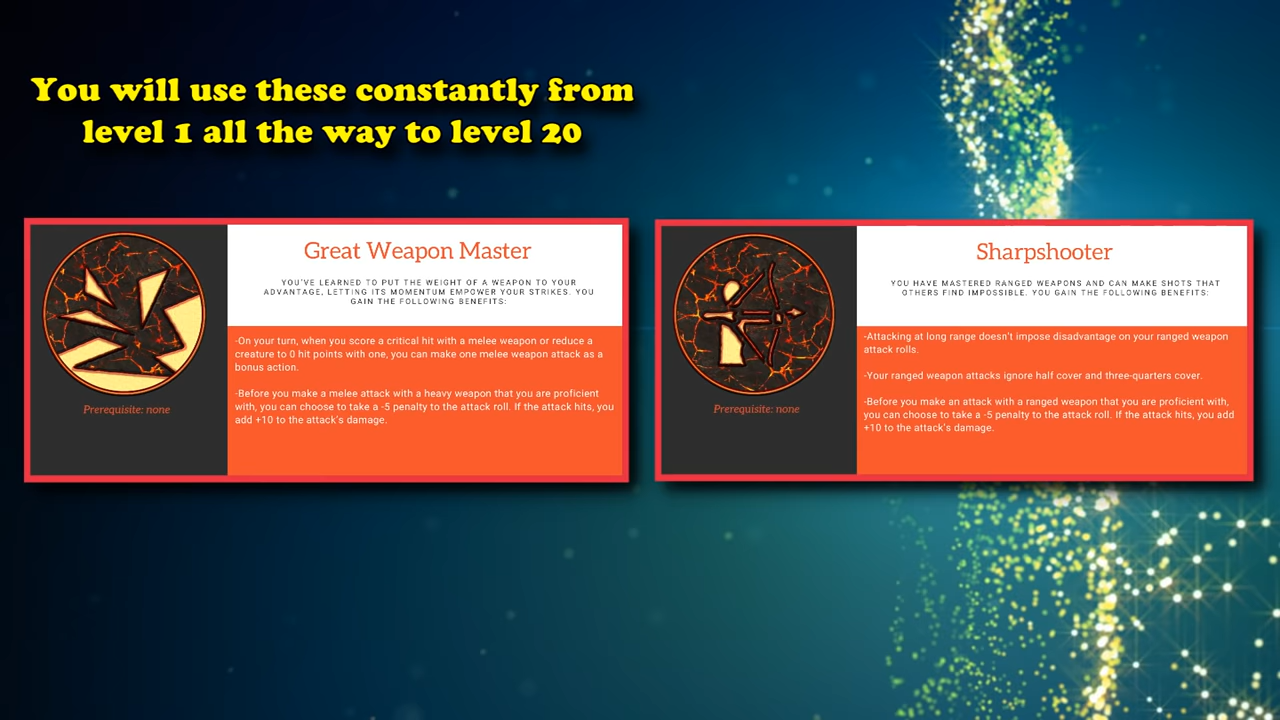 You will use these constantly from
level 1 all the way to level 20
Great Weapon Master
YOU'VE LEARNED TO PUT THE WEIGHT OF A WEAPON TO YOUR
ADVANTAGE, LETTING ITS MOMENTUM EMPOWER YOUR STRIKES. YOU
GAIN THE FOLLOWING BENEFITS:
-On your turn, when you score a critical hit with a melee weapon or reduce a
creature to 0 hit points with one, you can make one melee weapon attack as a
bonus action.
-Before you make a melee attack with a heavy weapon that you are proficient
with, you can choose to take a -5 penalty to the attack roll. If the attack hits, you
add +10 to the attack's damage.
Prerequisite: none
Sharpshooter
YOU HAVE MASTERED RANGED WEAPONS AND CAN MAKE SHOTS THAT
OTHERS FIND IMPOSSIBLE. YOU GAIN THE FOLLOWING BENEFITS:
-Attacking at long range doesn't impose disadvantage on your ranged weapon
attack rolls.
-Your ranged weapon attacks ignore half cover and three-quarters cover.
-Before you make an attack with a ranged weapon that you are proficient with,
you can choose to take a -5 penalty to the attack roll. If the attack hits, you add
+10 to the attack's damage.
Prerequisite: none